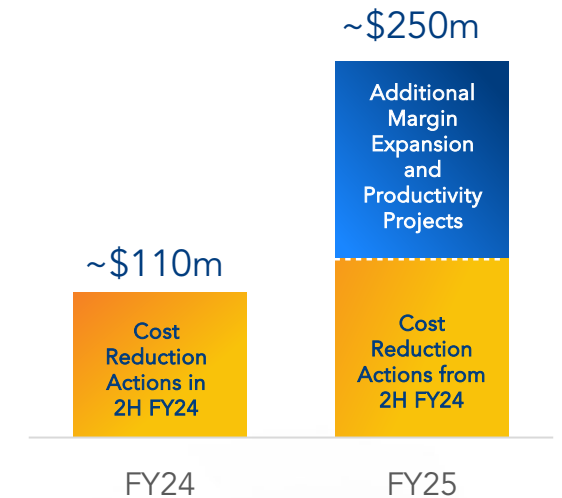 ~$250m
Additional
Margin
Expansion
and
Productivity
Projects
~$110m
Cost
Reduction
Actions in
2H FY24
Cost
Reduction
Actions from
2H FY24
FY24
FY25